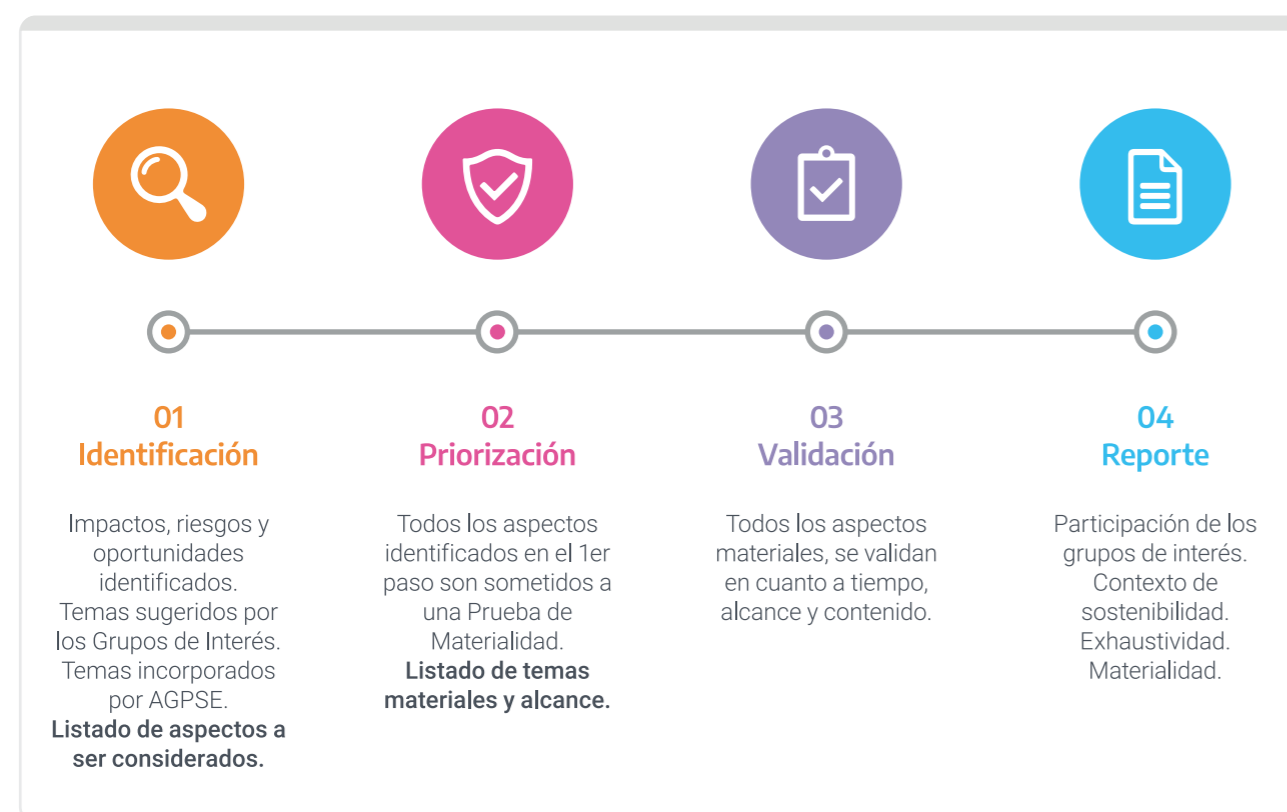 01
Identificación
Impactos, riesgos y
oportunidades
identificados.
Temas sugeridos por
los Grupos de Interés.
Temas incorporados
por AGPSE.
Listado de aspectos a
ser considerados.
02
Priorización
Todos los aspectos
identificados en el 1er
paso son sometidos a
una Prueba de
Materialidad.
Listado de temas
materiales y alcance.
03
Validación
Todos los aspectos
materiales, se validan
en cuanto a tiempo,
alcance y contenido.
04
Reporte
Participación de los
grupos de interés.
Contexto de
sostenibilidad.
Exhaustividad.
Materialidad.